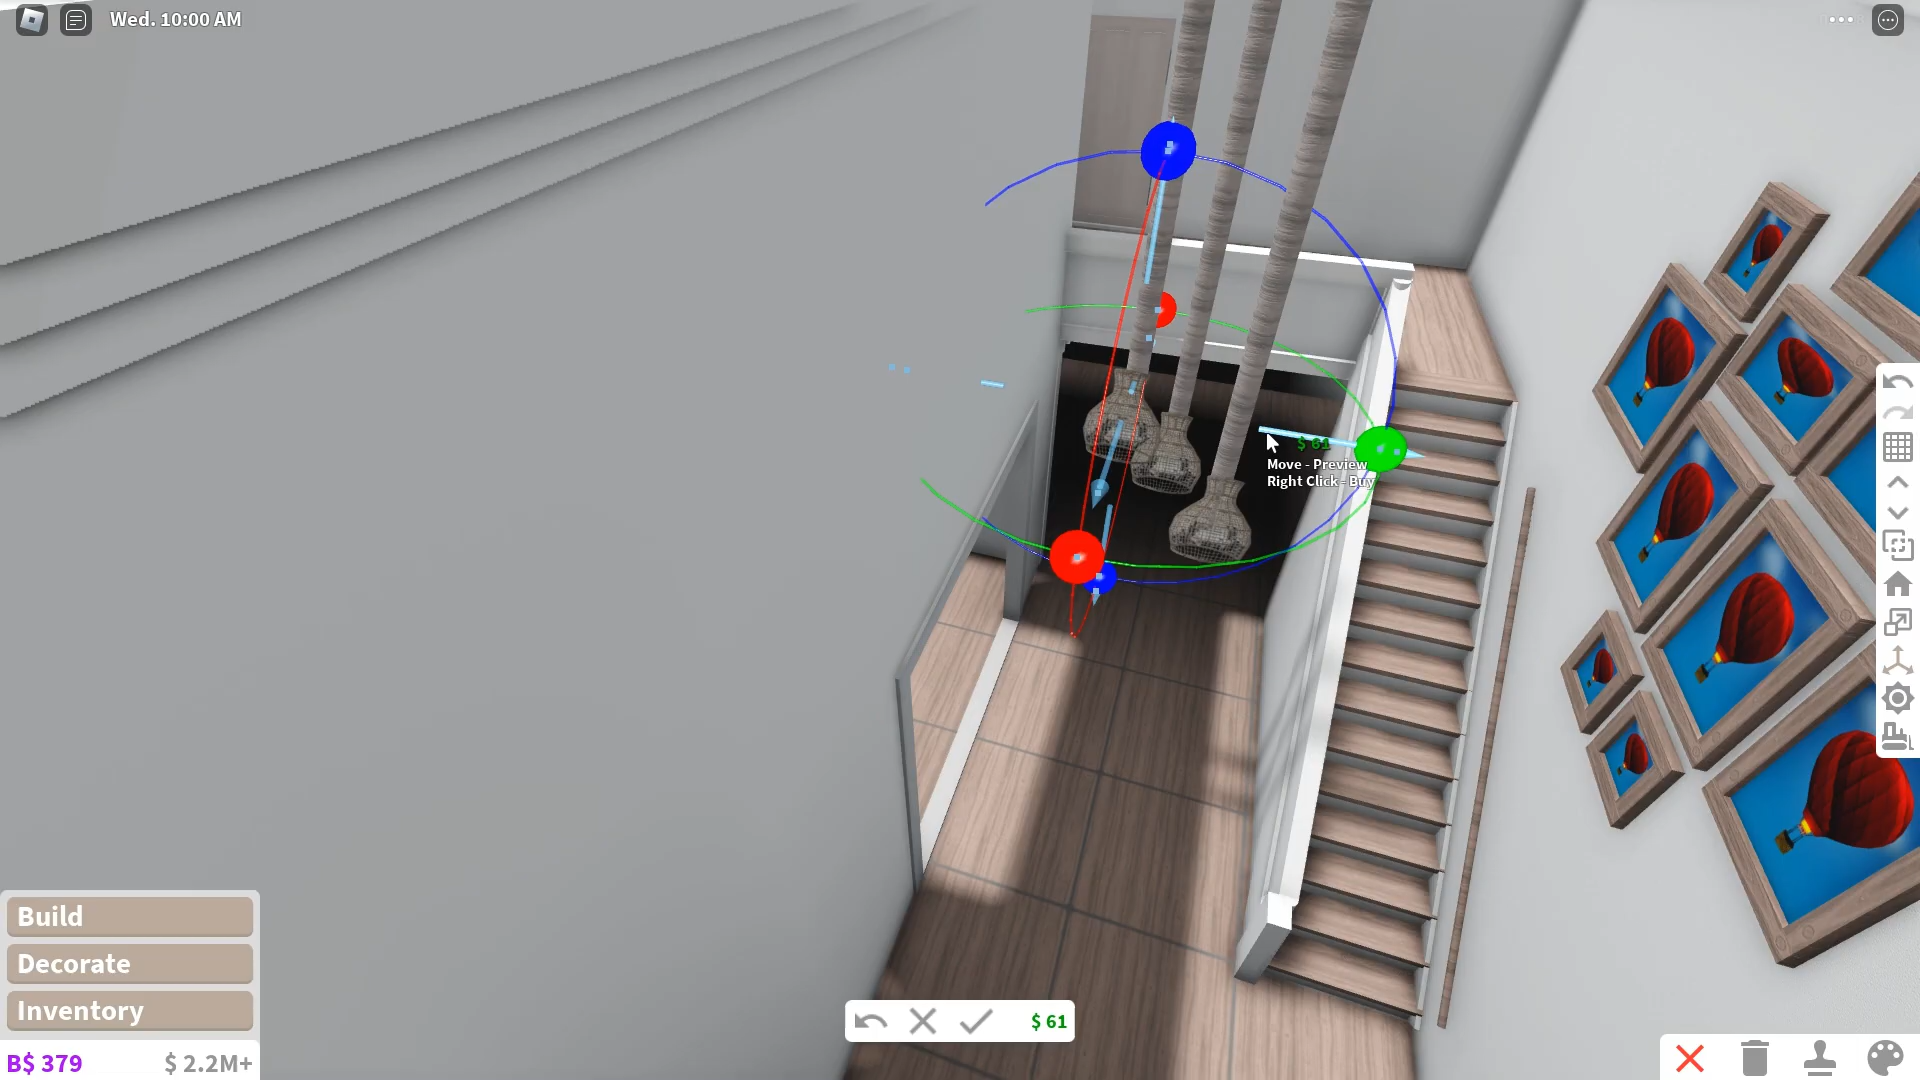 Wed. 10:00 AM
$ 61
Move - Preview
Right Click - Buy
Build
Decorate
Inventory
B$ 379
$ 2.2M+
$ 61